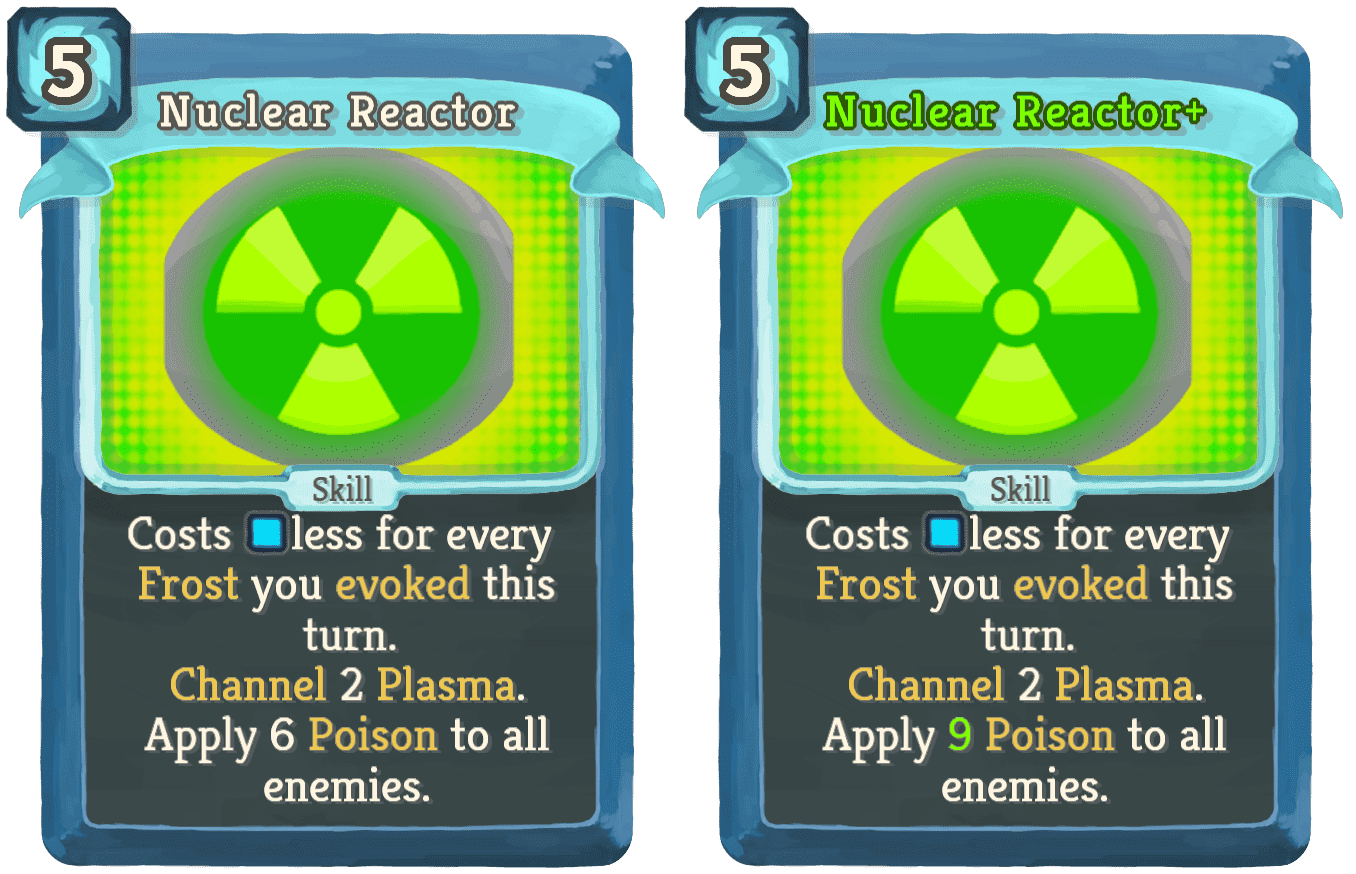 5
Nuclear Reactor
Skill
Costs less for every
Frost you evoked this
turn.
Channel 2 Plasma.
Apply 6 Poison to all
enemies.
5
Nuclear Reactor+
Skill
Costs less for every
Frost you evoked this
turn.
Channel 2 Plasma.
Apply 9 Poison to all
enemies.